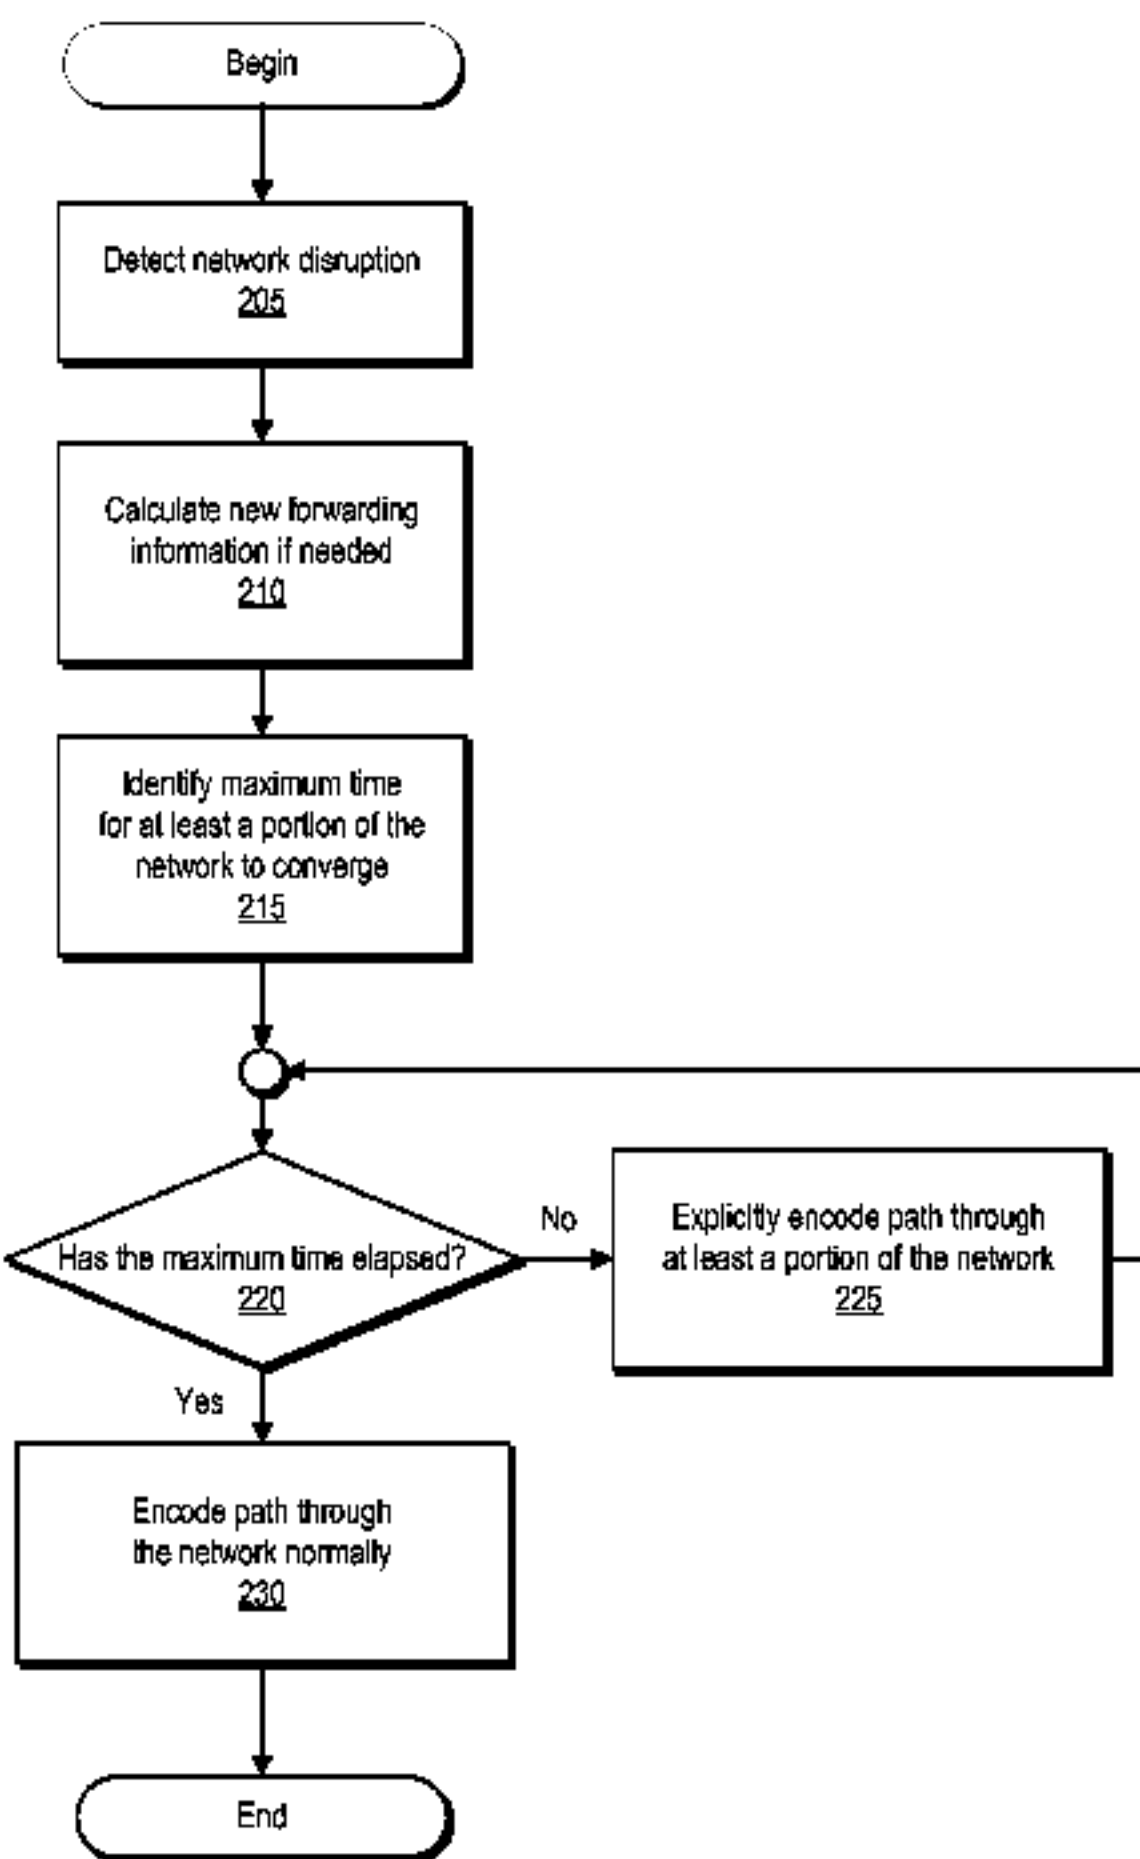 Begin
Detect network disruption
205
Calculate new forwarding
information if needed
210
Identify maximum time
for at least a portion of the
network to converge
215
Has the maximum time elapsed?
220
No
Explicitly encode path through
at least a portion of the network
225
Yes
Encode path through
the network normally
230
End